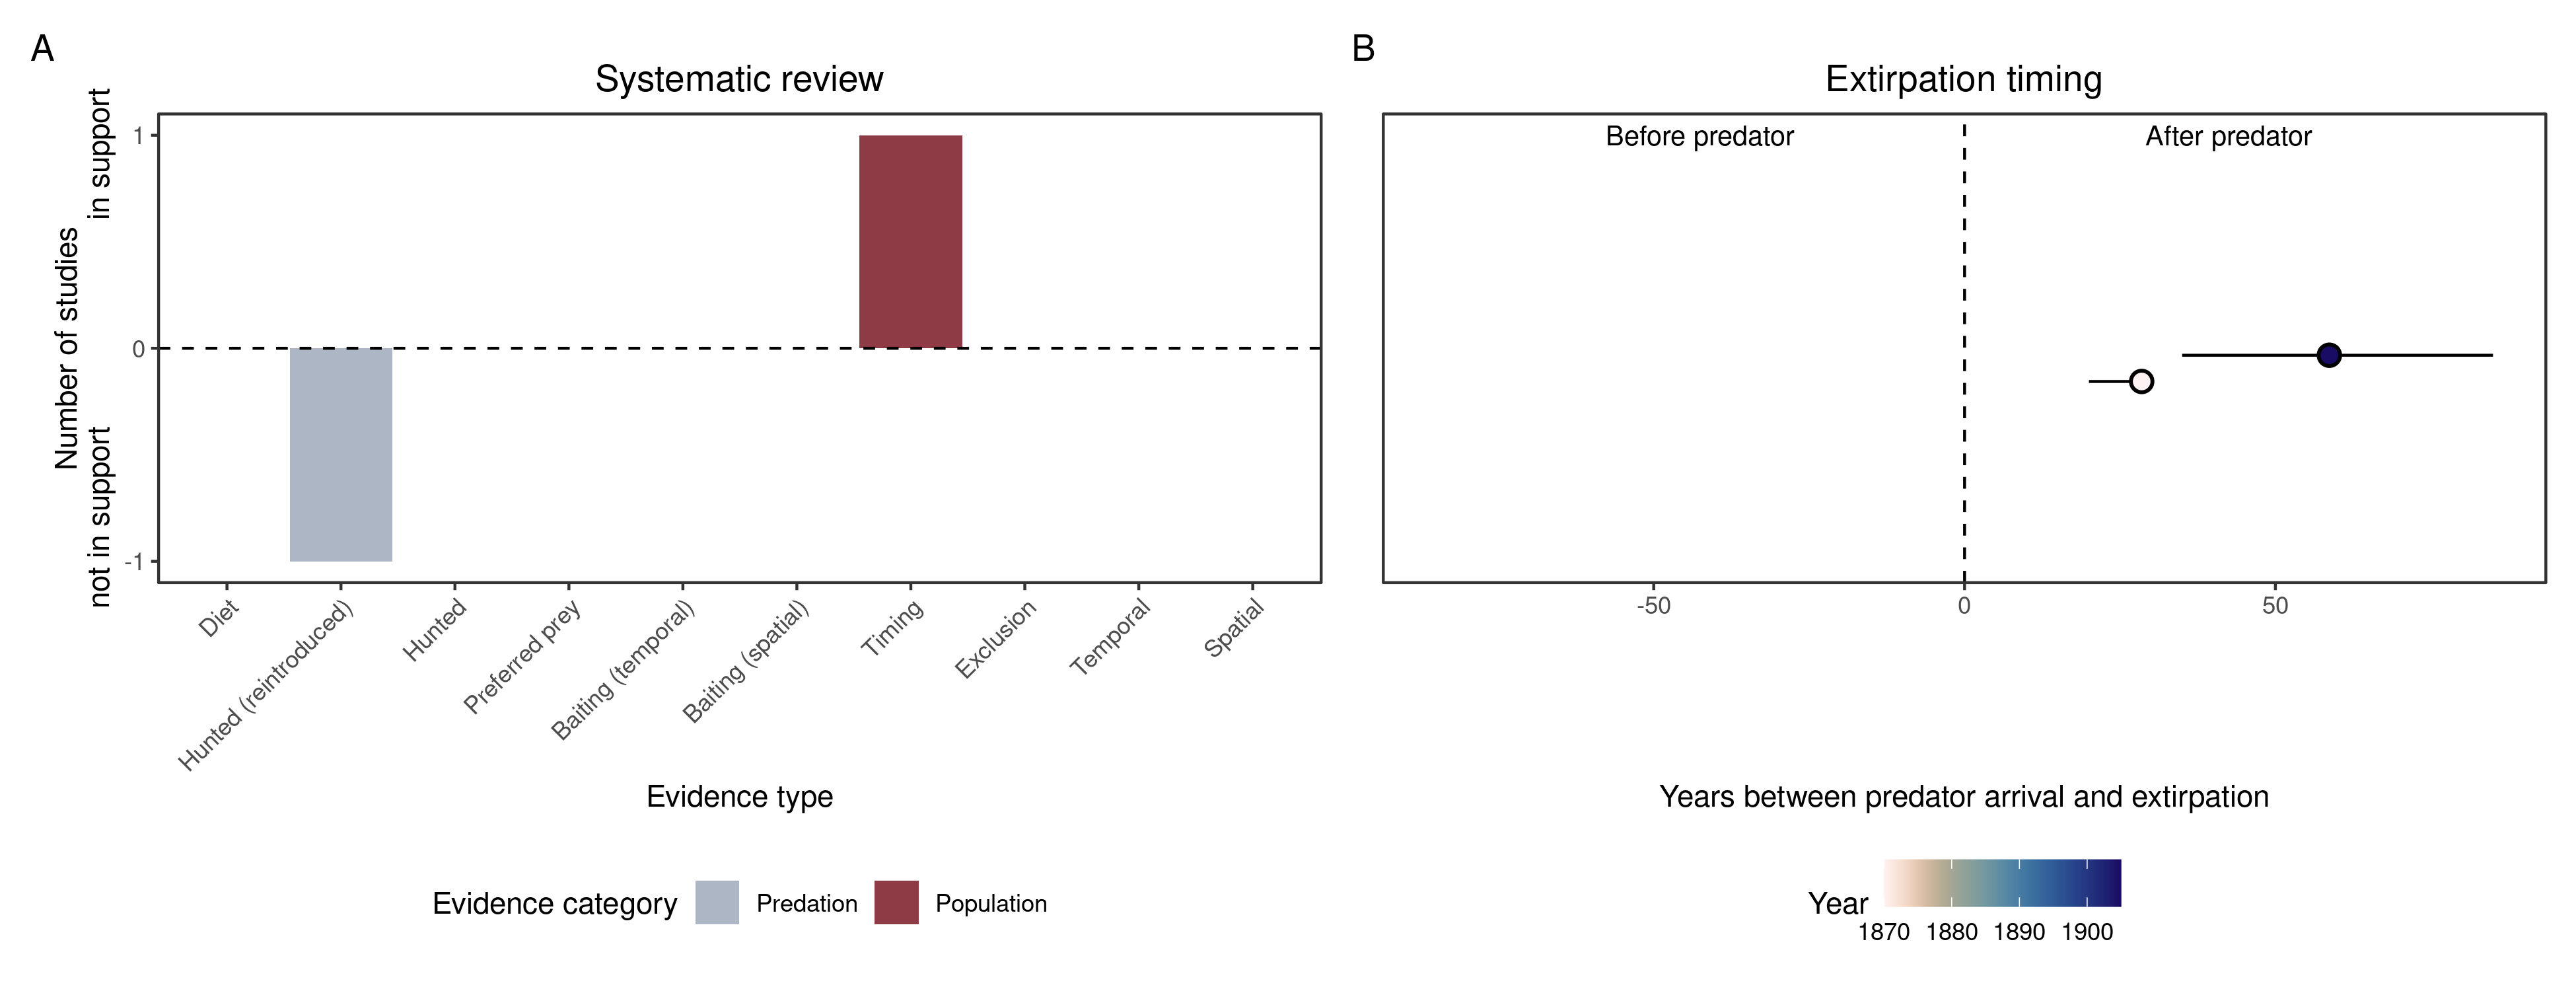 A
Systematic review
Number of studies
not in support    in support
1
0
-1
Diet
Hunted (reintroduced)
Hunted
Preferred prey
Baiting (temporal)
Baiting (spatial)
Timing
Exclusion
Temporal
Spatial
Evidence type
Evidence category
Predation
Population
B
Extirpation timing
Before predator
After predator
-50
0
50
Years between predator arrival and extirpation
Year
1870
1880
1890
1900